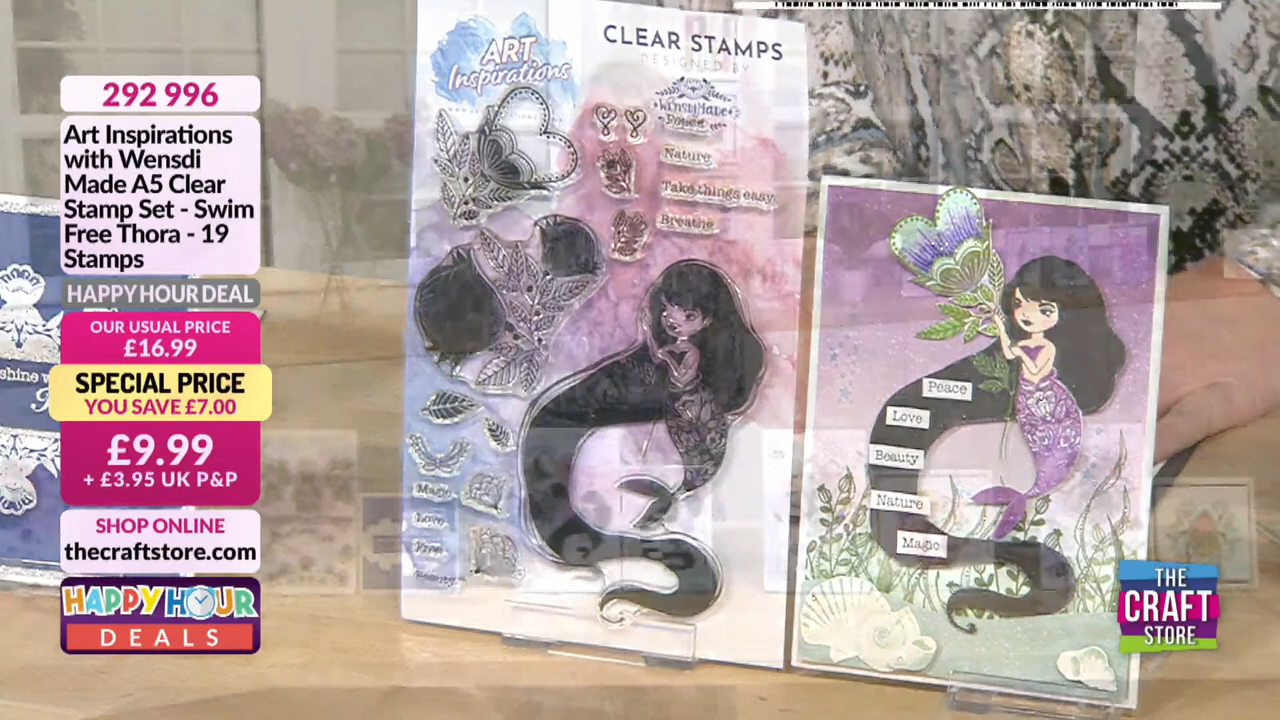 292 996
Art Inspirations
with Wensdi
Made A5 Clear
Stamp Set - Swim
Free Thora - 19
Stamps
HAPPY HOUR DEAL
OUR USUAL PRICE
£16.99
SPECIAL PRICE
YOU SAVE £7.00
£9.99
+ £3.95 UK P&P
SHOP ONLINE
thecraftstore.com
HAPPY HOUR
DEALS
shine
ART
Inspirations
CLEAR STAMPS
DESIGNED BY
Nature
Take things easy
Breathe
Magic
Love
Free
Beauty
Peace
Love
Beauty
Nature
Magic
THE
CRAFT
STORE